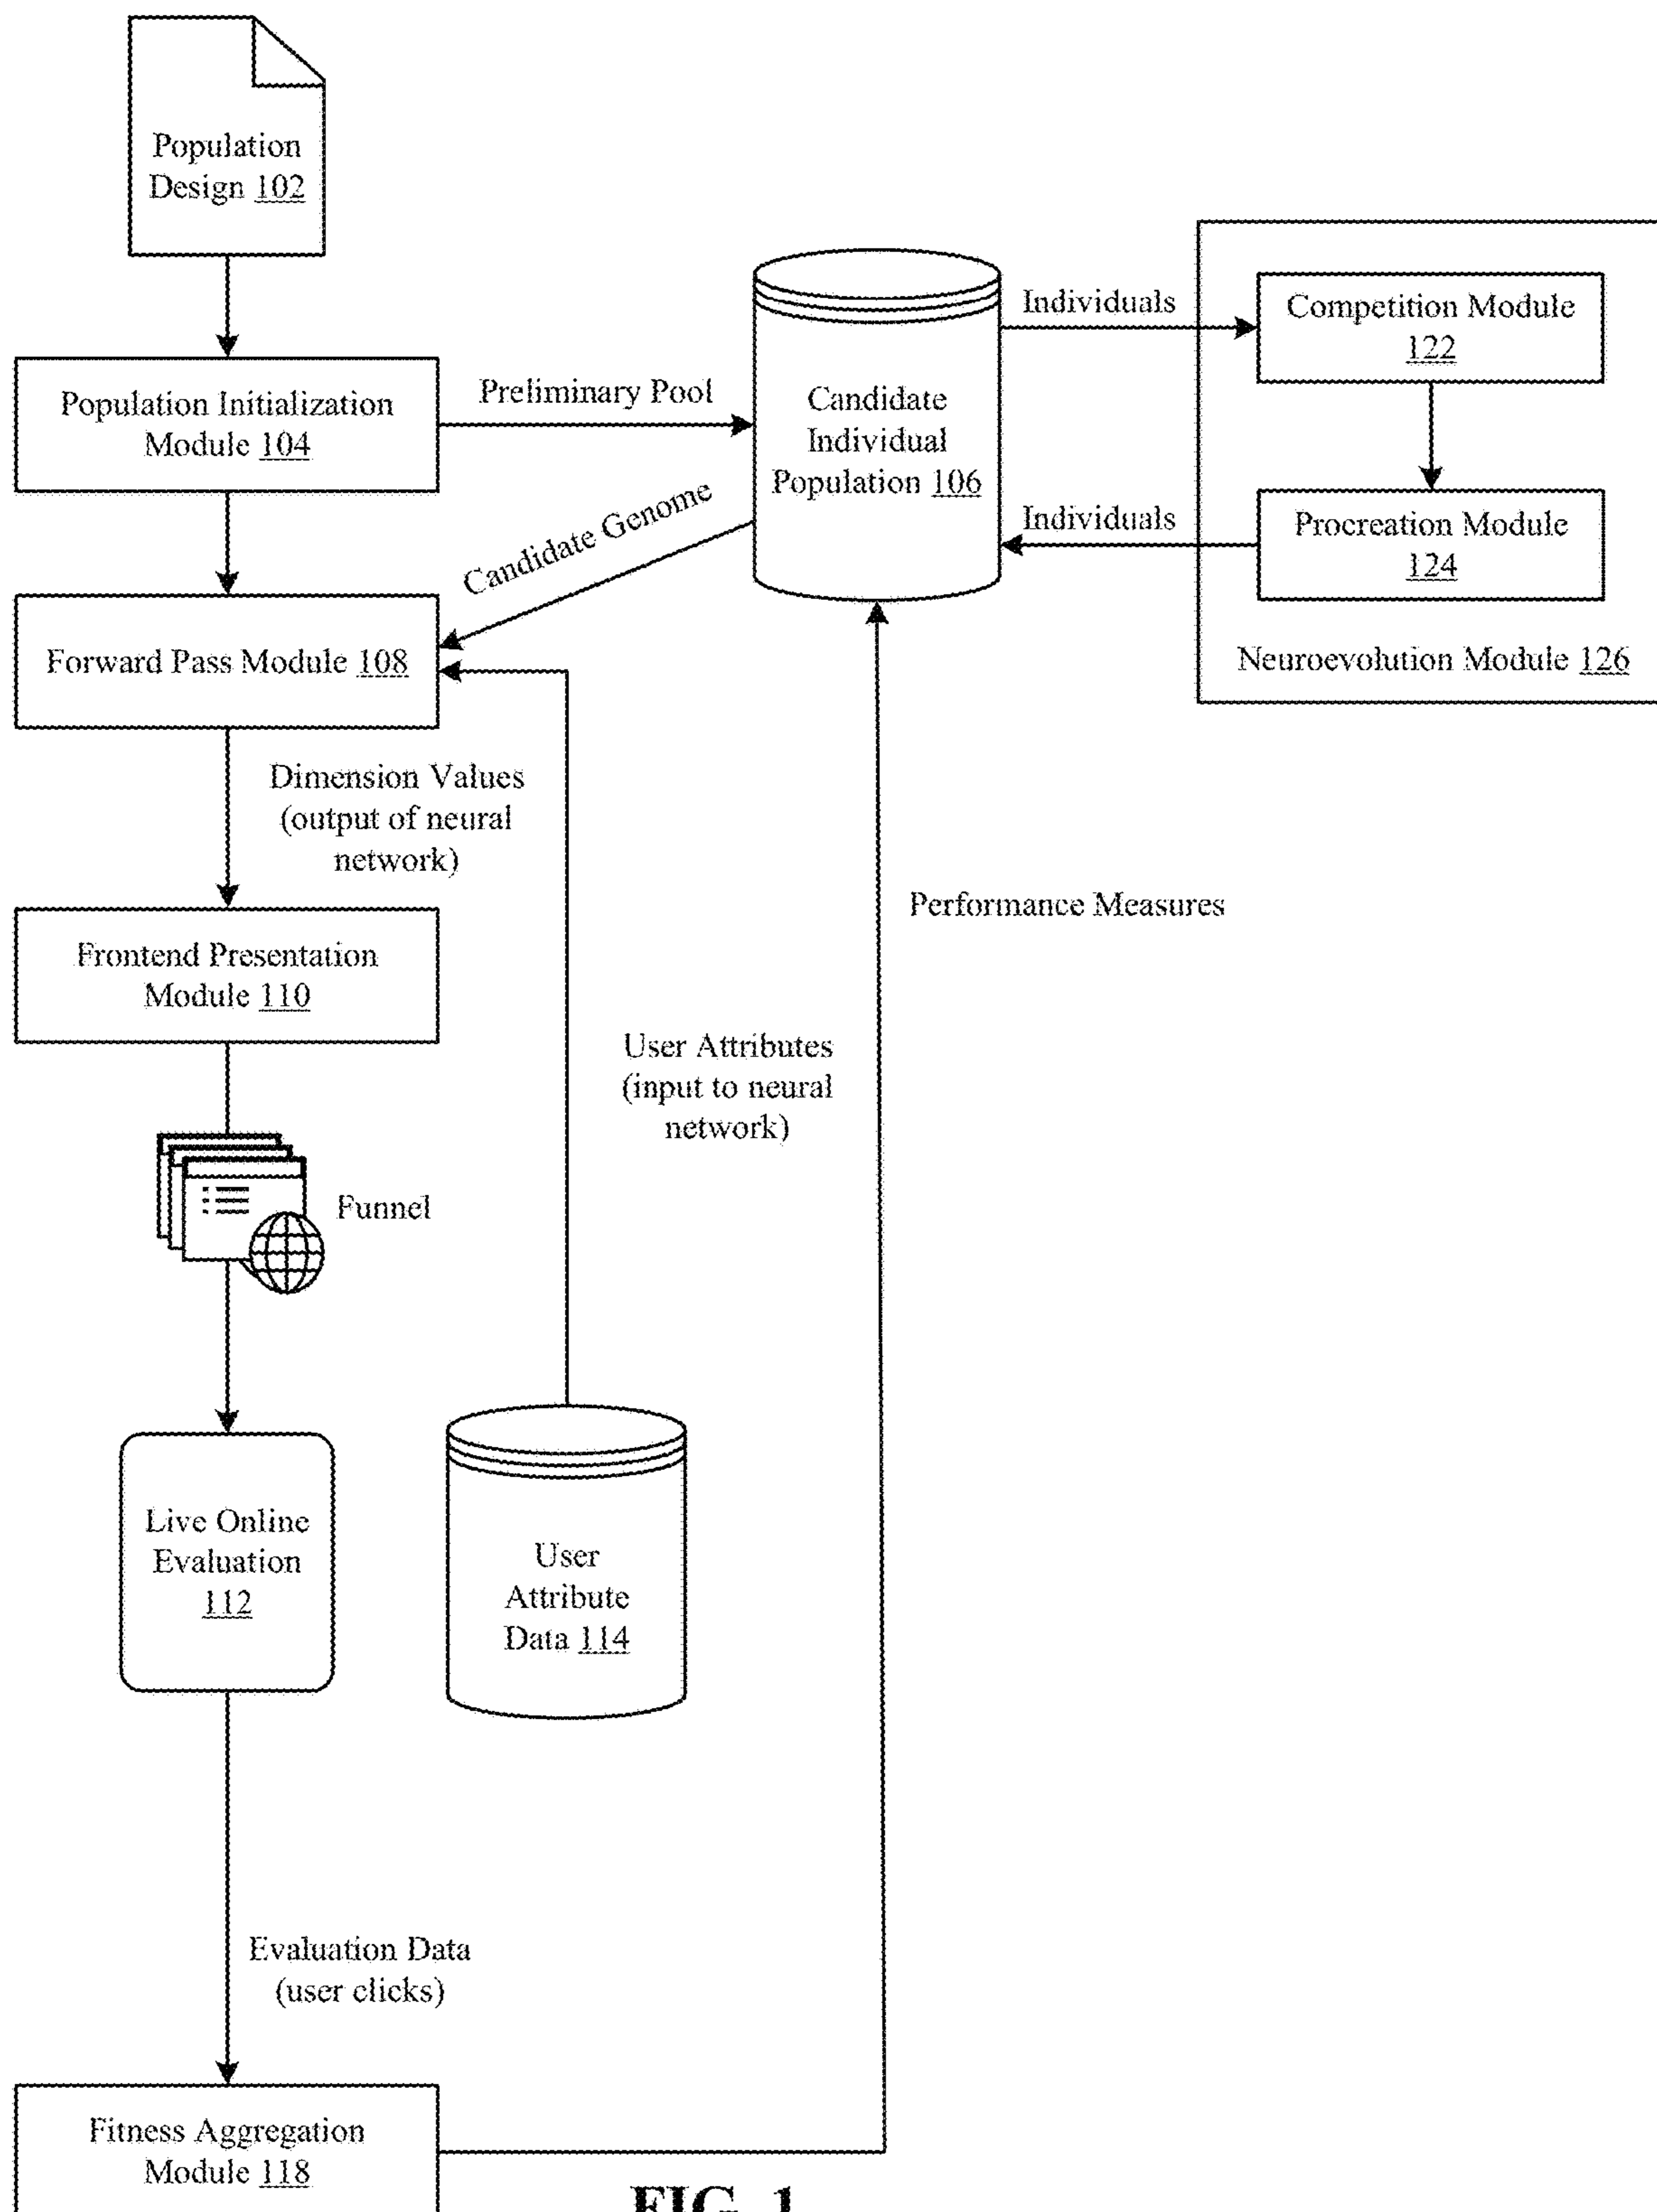 Population
Design 102
Population Initialization
Module 104
Preliminary Pool
Candidate
Individual
Population 106
Individuals
Competition Module
122
Individuals
Procreation Module
124
Neuroevolution Module 126
Candidate Genome
Forward Pass Module 108
Dimension Values
(output of neural
network)
Frontend Presentation
Module 110
Performance Measures
User Attributes
(input to neural
network)
Funnel
Live Online
Evaluation
112
User
Attribute
Data 114
Evaluation Data
(user clicks)
Fitness Aggregation
Module 118
FIG. 1